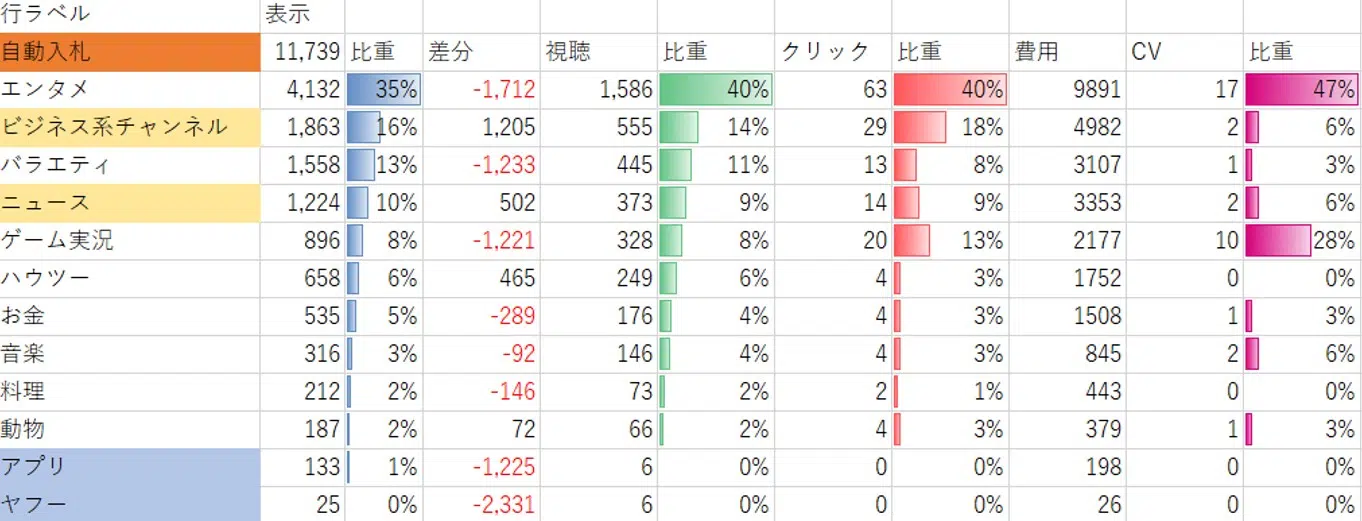 行ラベル 表示
自動入札 11,739 比重 差分 視聴 比重 クリック 比重 費用 CV 比重
エンタメ 4,132 35% -1,712 1,586 40% 63 40% 9891 17 47%
ビジネス系チャンネル 1,863 16% 1,205 555 14% 29 18% 4982 2 6%
バラエティ 1,558 13% -1,233 445 11% 13 8% 3107 1 3%
ニュース 1,224 10% 502 373 9% 14 9% 3353 2 6%
ゲーム実況 896 8% -1,221 328 8% 20 13% 2177 10 28%
ハウツー 658 6% 465 249 6% 4 3% 1752 0 0%
お金 535 5% -289 176 4% 4 3% 1508 1 3%
音楽 316 3% -92 146 4% 4 3% 845 2 6%
料理 212 2% -146 73 2% 2 1% 443 0 0%
動物 187 2% 72 66 2% 4 3% 379 1 3%
アプリ 133 1% -1,225 6 0% 0 0% 198 0 0%
ヤフー 25 0% -2,331 6 0% 0 0% 26 0 0%